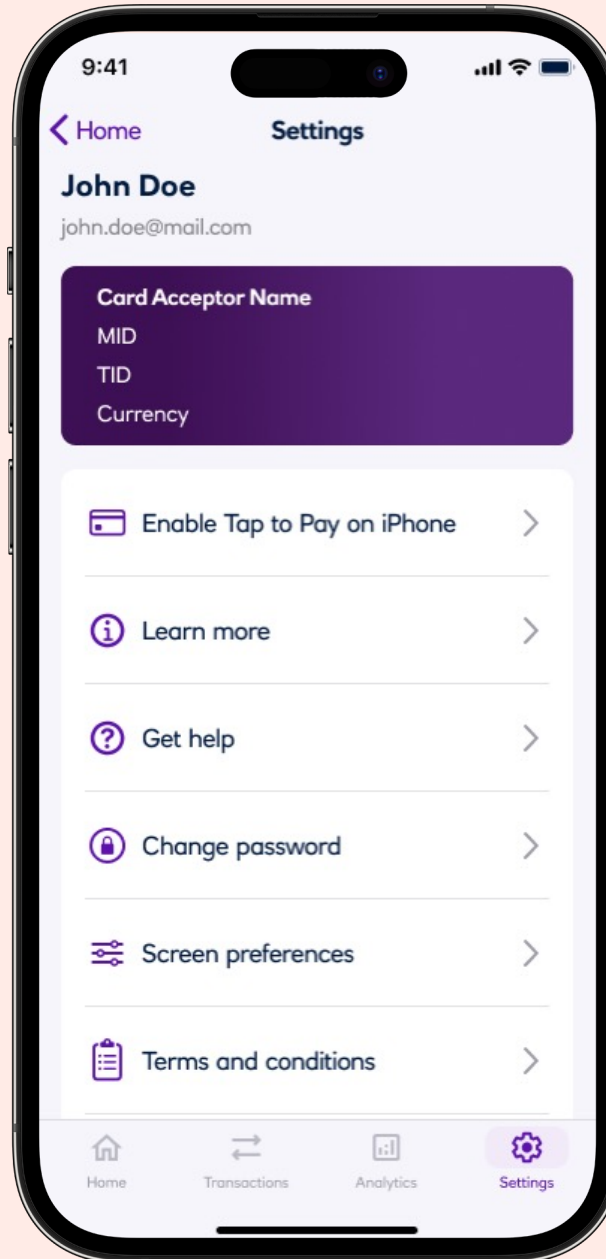 9:41
Home
Settings
John Doe
john.doe@mail.com
Card Acceptor Name
MID
TID
Currency
Enable Tap to Pay on iPhone
Learn more
Get help
Change password
Screen preferences
Terms and conditions
Home
Transactions
Analytics
Settings